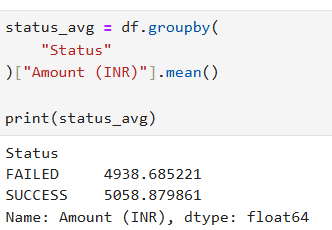 status_avg = df.groupby(
    "Status"
)["Amount (INR)"].mean()
print(status_avg)
Status
FAILED     4938.685221
SUCCESS    5058.879861
Name: Amount (INR), dtype: float64